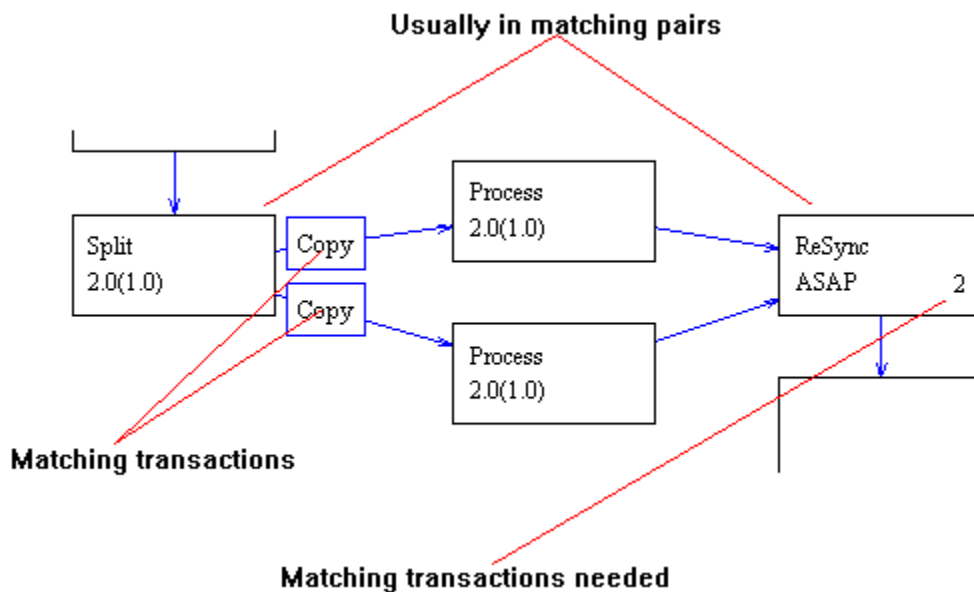 Usually in matching pairs
Split
2.0(1.0)
Copy
Copy
Process
2.0(1.0)
Process
2.0(1.0)
ReSync
ASAP 2
Matching transactions
Matching transactions needed